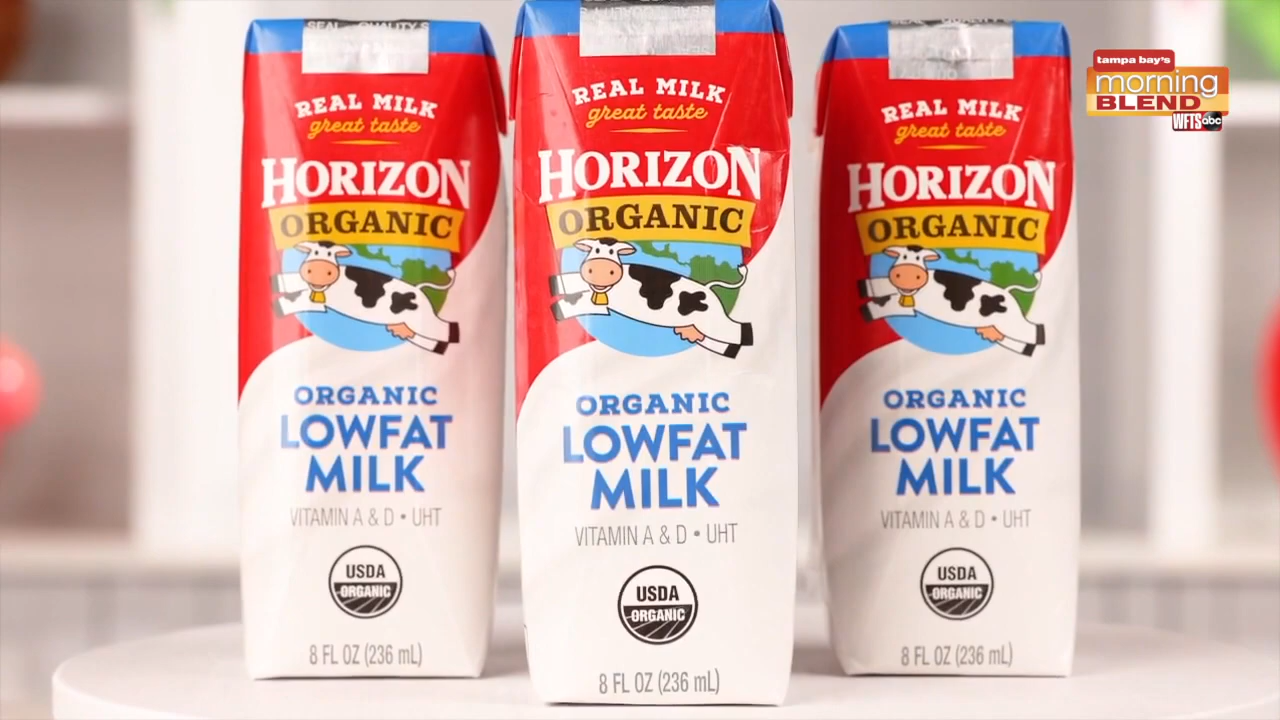 SEAL
QUALITY S
REAL MILK
great taste
HORIZON
ORGANIC
ORGANIC
LOWFAT
MILK
VITAMIN A & D • UHT
USDA
ORGANIC
8 FL OZ (236 mL)
REAL MILK
great taste
HORIZON
ORGANIC
ORGANIC
LOWFAT
MILK
VITAMIN A & D • UHT
USDA
ORGANIC
8 FL OZ (236 mL)
REAL MILK
great taste
HORIZON
ORGANIC
ORGANIC
LOWFAT
MILK
VITAMIN A & D • UHT
USDA
ORGANIC
8 FL OZ (236 mL)
tampa bay's
morning
BLEND
WFTS abc